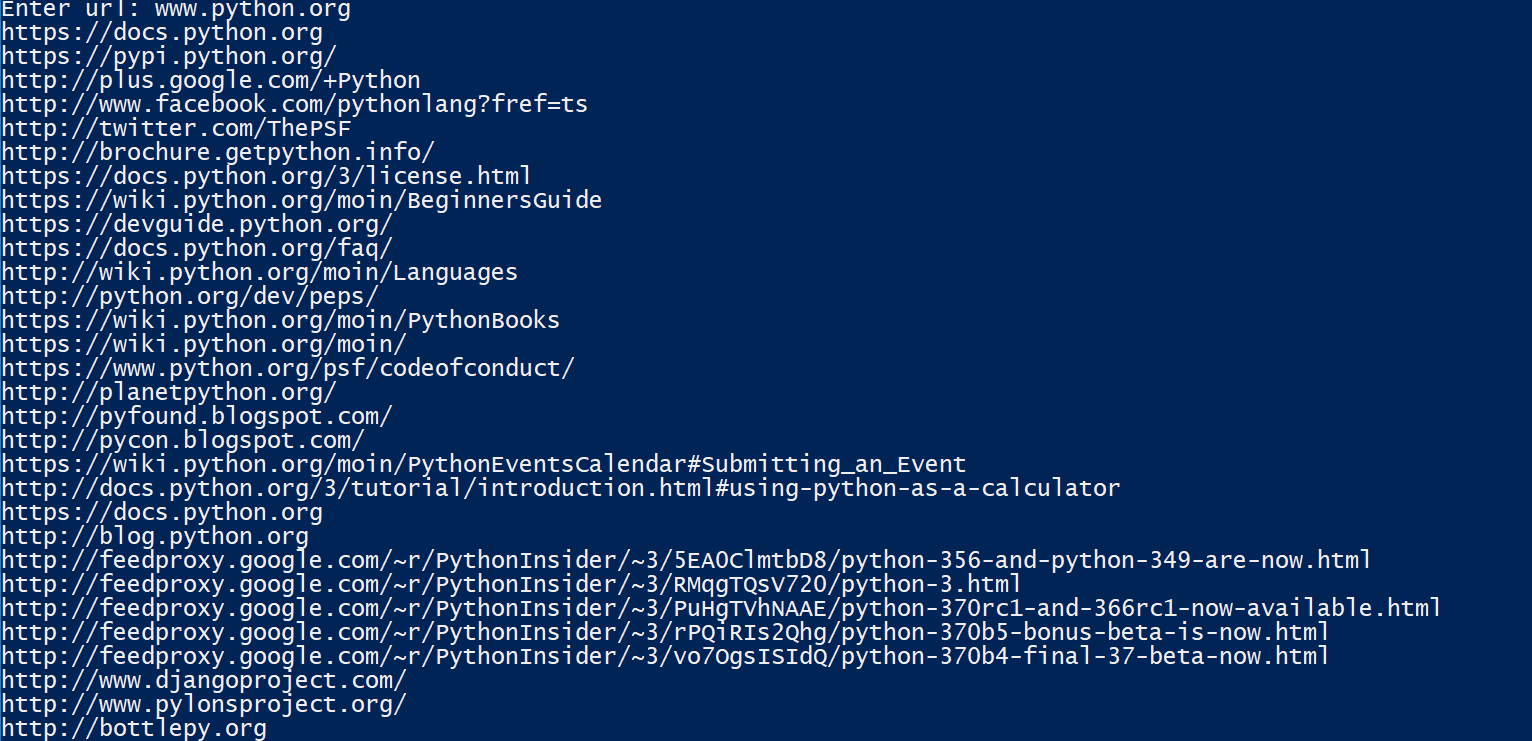 Enter url: www.python.org
https://docs.python.org
https://pypi.python.org/
http://plus.google.com/+Python
http://www.facebook.com/pythonlang?fref=ts
http://twitter.com/ThePSF
http://brochure.getpython.info/
https://docs.python.org/3/license.html
https://wiki.python.org/moin/BeginnersGuide
https://devguide.python.org/
https://docs.python.org/faq/
http://wiki.python.org/moin/Languages
http://python.org/dev/peps/
https://wiki.python.org/moin/PythonBooks
https://wiki.python.org/moin/
https://www.python.org/psf/codeofconduct/
http://planetpython.org/
http://pyfound.blogspot.com/
http://pycon.blogspot.com/
https://wiki.python.org/moin/PythonEventsCalendar#Submitting_an_Event
http://docs.python.org/3/tutorial/introduction.html#using-python-as-a-calculator
https://docs.python.org
http://blog.python.org
http://feedproxy.google.com/~r/PythonInsider/~3/5EA0ClmtbD8/python-356-and-python-349-are-now.html
http://feedproxy.google.com/~r/PythonInsider/~3/RMqgTQsV720/python-3.html
http://feedproxy.google.com/~r/PythonInsider/~3/PuHgTVhNAAE/python-370rc1-and-366rc1-now-available.html
http://feedproxy.google.com/~r/PythonInsider/~3/rPQiRIs2Qhg/python-370b5-bonus-beta-is-now.html
http://feedproxy.google.com/~r/PythonInsider/~3/vo7OgsISIdQ/python-370b4-final-37-beta-now.html
http://www.djangoproject.com/
http://www.pylonsproject.org/
http://bottlepy.org